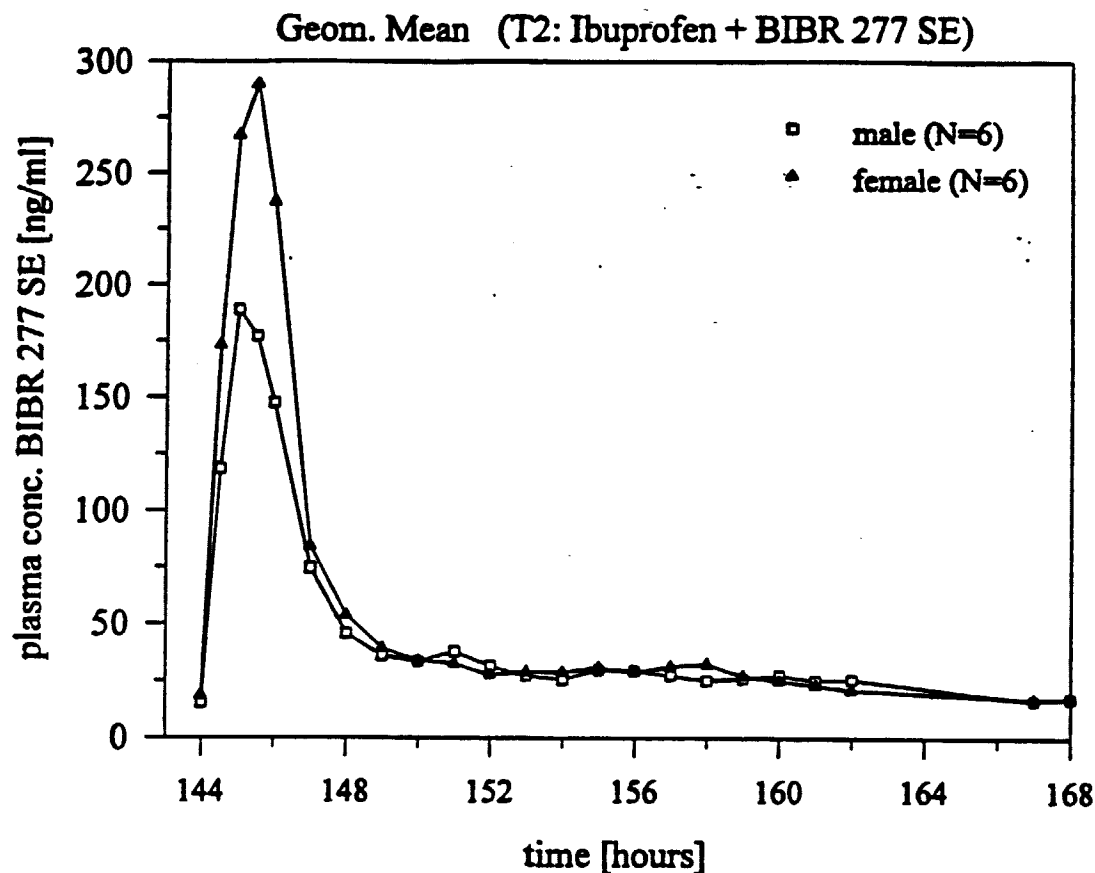 Geom. Mean (T2: Ibuprofen + BIBR 277 SE)
plasma conc. BIBR 277 SE [ng/ml]
300
250
200
150
100
50
0
male (N=6)
female (N=6)
144 148 152 156 160 164 168
time [hours]